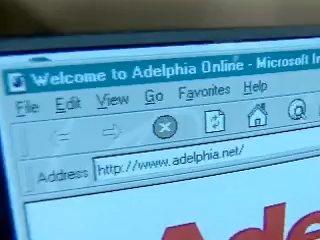 Welcome to Adelphia Online - Microsoft In
File Edit View Go Favorites Help
Address http://www.adelphia.net/
Ade